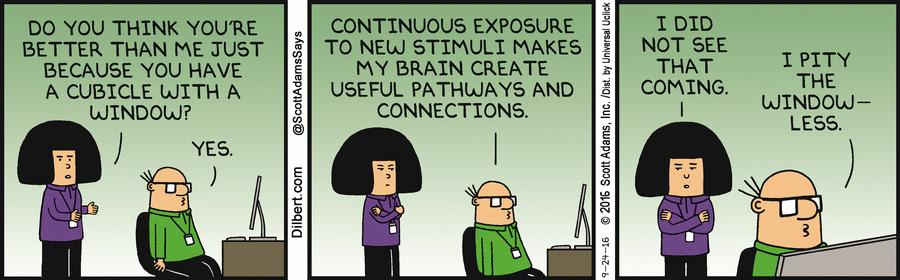 DO YOU THINK YOU'RE
BETTER THAN ME JUST
BECAUSE YOU HAVE
A CUBICLE WITH A
WINDOW?
YES.
Dilbert.com @ScottAdamsSays
CONTINUOUS EXPOSURE
TO NEW STIMULI MAKES
MY BRAIN CREATE
USEFUL PATHWAYS AND
CONNECTIONS.
9-24-16 © 2016 Scott Adams, Inc. /Dist. by Universal Uclick
I DID
NOT SEE
THAT
COMING.
I PITY
THE
WINDOW-
LESS.